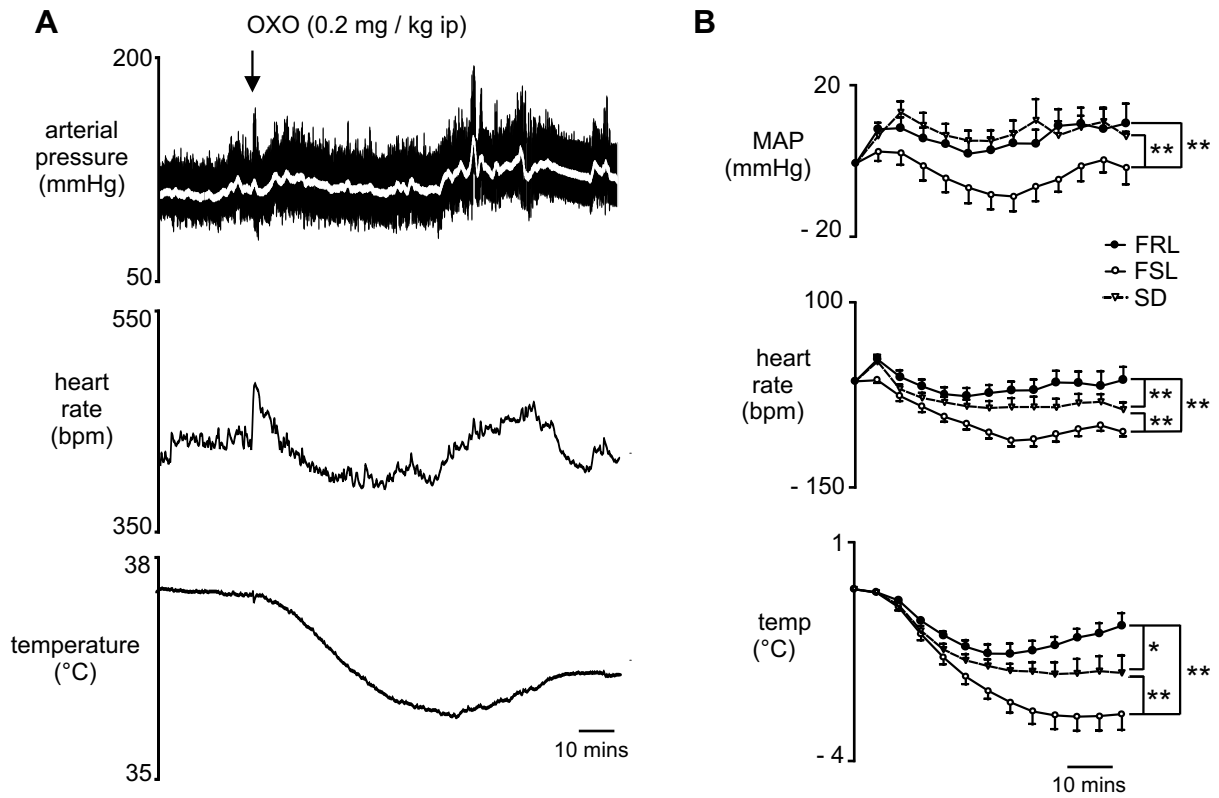 A
OXO (0.2 mg / kg ip)
200
arterial
pressure
(mmHg)
50
550
heart
rate
(bpm)
350
38
temperature
(°C)
35
10 mins
B
20
MAP
(mmHg)
- 20
** **
FRL
FSL
SD
100
heart
rate
(bpm)
- 150
**
**
**
1
temp
(°C)
- 4
*
**
**
10 mins